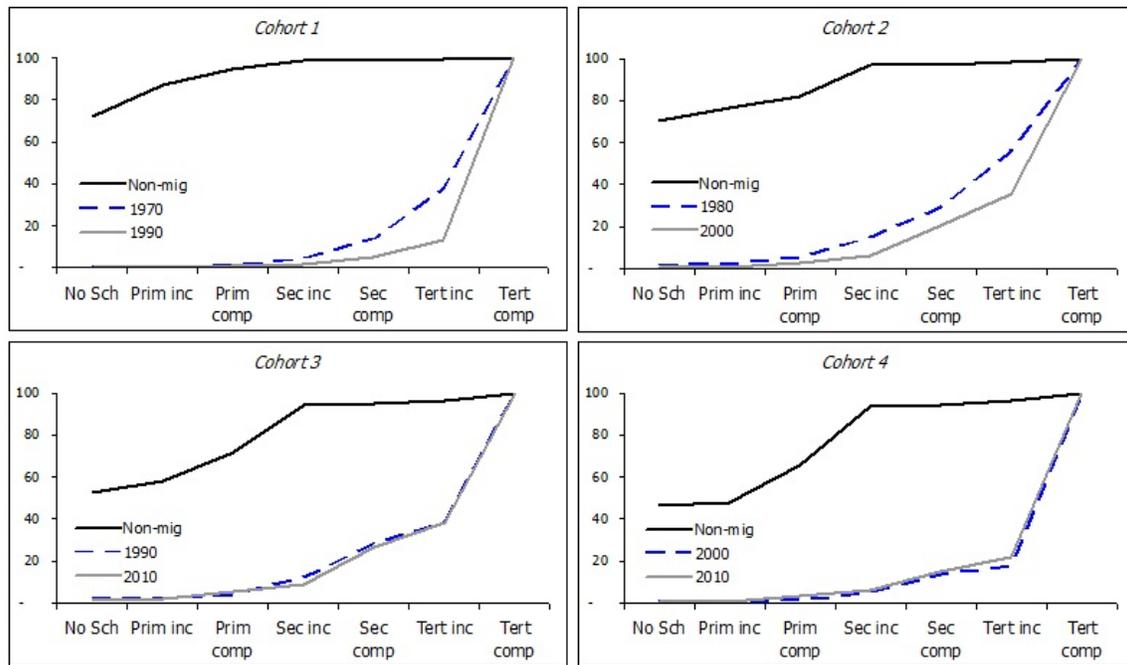 Cohort 1
100
80
60
40
20
-
Non-mig
1970
1990
No Sch Prim inc Prim comp Sec inc Sec comp Tert inc Tert comp
Cohort 2
100
80
60
40
20
-
Non-mig
1980
2000
No Sch Prim inc Prim comp Sec inc Sec comp Tert inc Tert comp
Cohort 3
100
80
60
40
20
-
Non-mig
1990
2010
No Sch Prim inc Prim comp Sec inc Sec comp Tert inc Tert comp
Cohort 4
100
80
60
40
20
-
Non-mig
2000
2010
No Sch Prim inc Prim comp Sec inc Sec comp Tert inc Tert comp